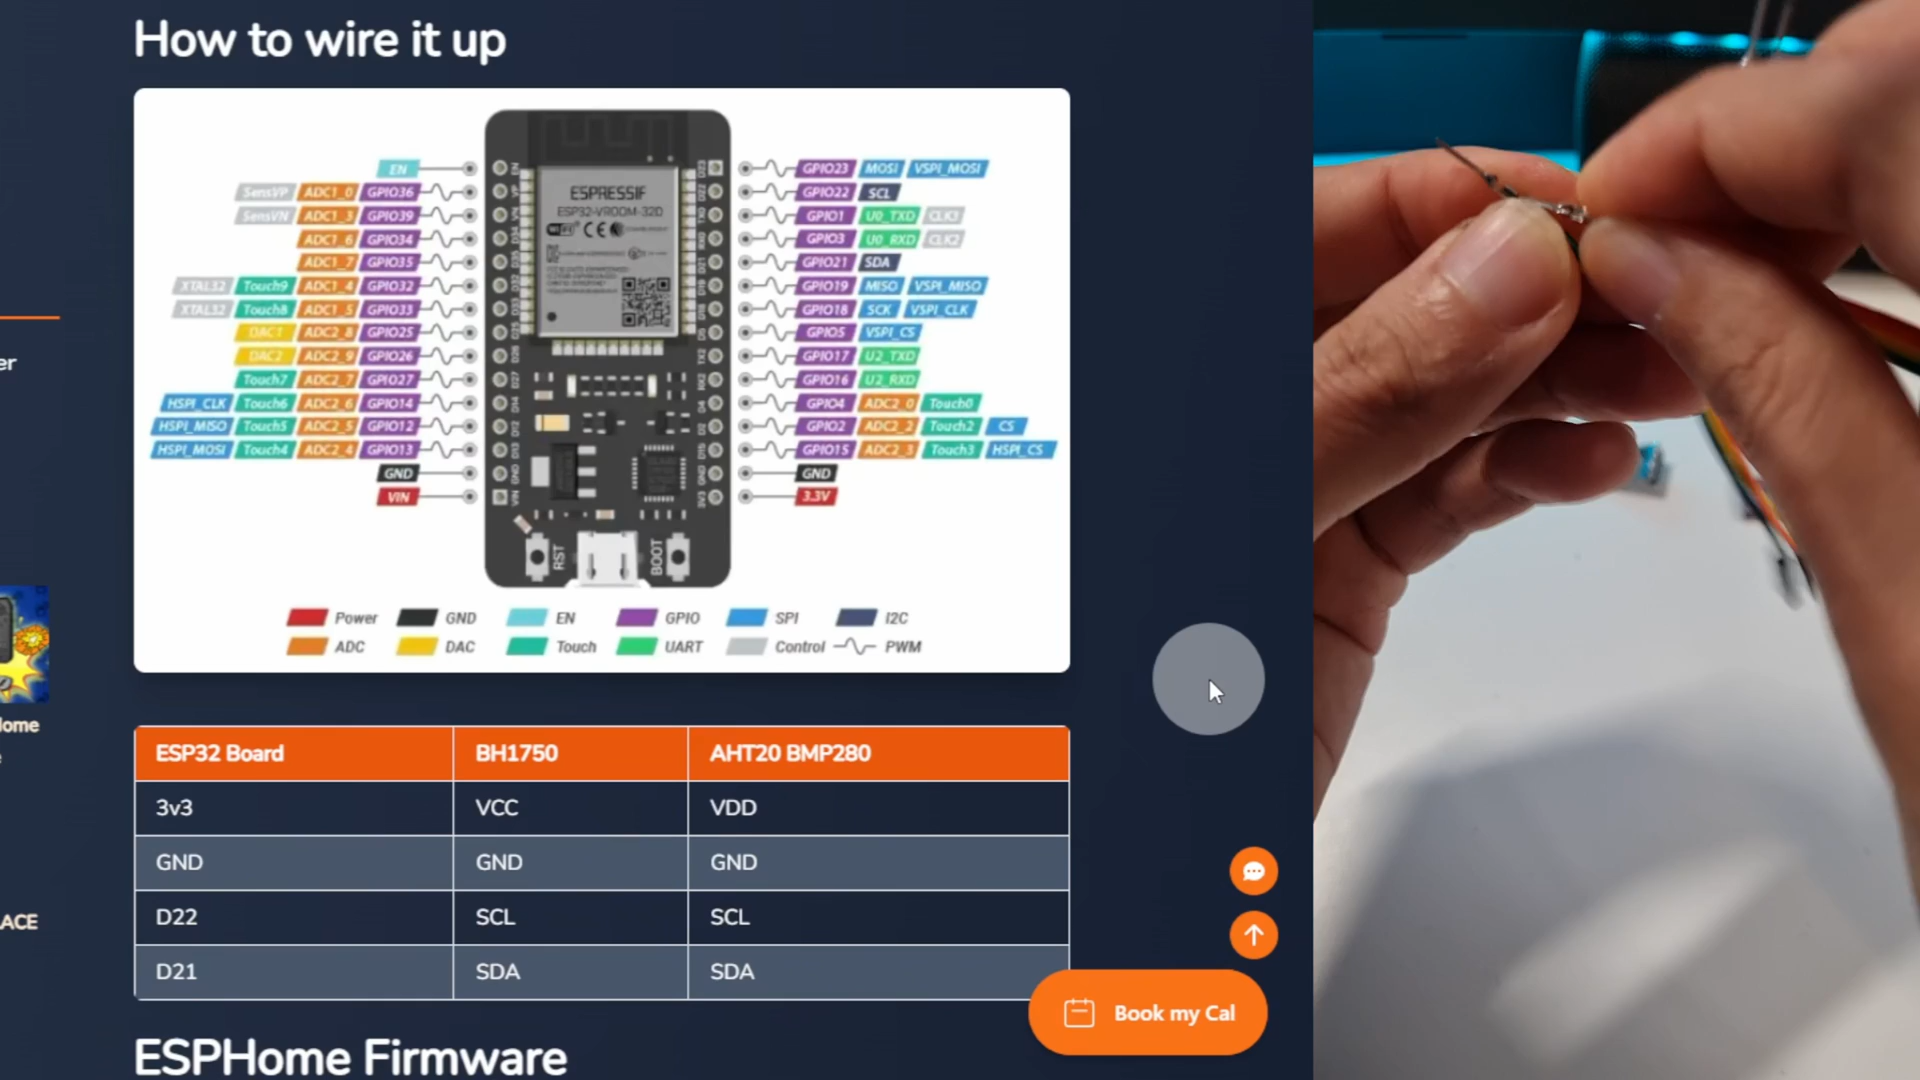 How to wire it up
EN
SensVP ADC1_0 GPIO36
SensVN ADC1_3 GPIO39
ADC1_6 GPIO34
ADC1_7 GPIO35
XTAL32 Touch9 ADC1_4 GPIO32
XTAL32 Touch8 ADC1_5 GPIO33
DAC1 ADC2_8 GPIO25
DAC2 ADC2_9 GPIO26
Touch7 ADC2_7 GPIO27
HSPI_CLK Touch6 ADC2_6 GPIO14
HSPI_MISO Touch5 ADC2_5 GPIO12
HSPI_MOSI Touch4 ADC2_4 GPIO13
GND
VIN
ESPRESSIF
ESP32-WROOM-32D
RST
BOOT
GPIO23 MOSI VSPI_MOSI
GPIO22 SCL
GPIO1 U0_TXD CLK3
GPIO3 U0_RXD CLK2
GPIO21 SDA
GPIO19 MISO VSPI_MISO
GPIO18 SCK VSPI_CLK
GPIO5 VSPI_CS
GPIO17 U2_TXD
GPIO16 U2_RXD
GPIO4 ADC2_0 Touch0
GPIO2 ADC2_2 Touch2 CS
GPIO15 ADC2_3 Touch3 HSPI_CS
GND
3.3V
Power GND EN GPIO SPI I2C
ADC DAC Touch UART Control PWM
ESP32 Board BH1750 AHT20 BMP280
3v3 VCC VDD
GND GND GND
D22 SCL SCL
D21 SDA SDA
Book my Cal
ESPHome Firmware
er
ome
ACE